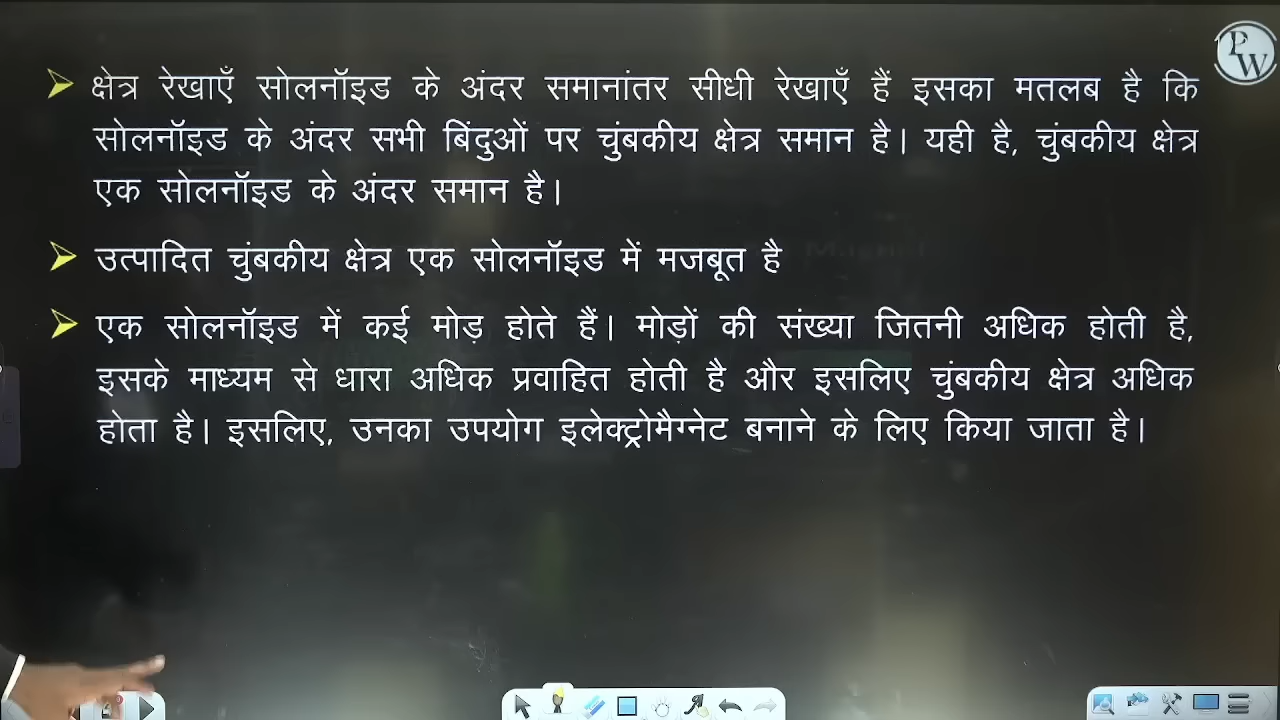 PW
क्षेत्र रेखाएँ सोलनॉइड के अंदर समानांतर सीधी रेखाएँ हैं इसका मतलब है कि
सोलनॉइड के अंदर सभी बिंदुओं पर चुंबकीय क्षेत्र समान है। यही है, चुंबकीय क्षेत्र
एक सोलनॉइड के अंदर समान है।
उत्पादित चुंबकीय क्षेत्र एक सोलनॉइड में मजबूत है
एक सोलनॉइड में कई मोड़ होते हैं। मोड़ों की संख्या जितनी अधिक होती है,
इसके माध्यम से धारा अधिक प्रवाहित होती है और इसलिए चुंबकीय क्षेत्र अधिक
होता है। इसलिए, उनका उपयोग इलेक्ट्रोमैग्नेट बनाने के लिए किया जाता है।